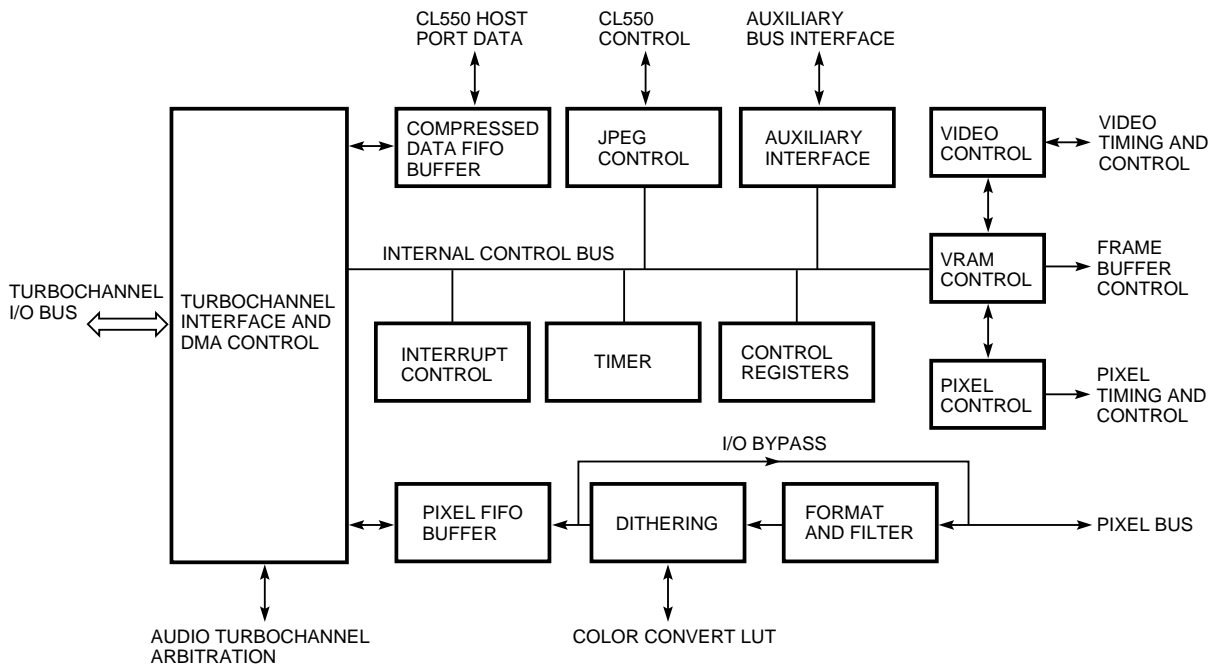 CL550 HOST
PORT DATA
CL550
CONTROL
AUXILIARY
BUS INTERFACE
COMPRESSED
DATA FIFO
BUFFER
JPEG
CONTROL
AUXILIARY
INTERFACE
VIDEO
CONTROL
VIDEO
TIMING AND
CONTROL
INTERNAL CONTROL BUS
VRAM
CONTROL
FRAME
BUFFER
CONTROL
TURBOCHANNEL
I/O BUS
TURBOCHANNEL
INTERFACE AND
DMA CONTROL
INTERRUPT
CONTROL
TIMER
CONTROL
REGISTERS
PIXEL
CONTROL
PIXEL
TIMING AND
CONTROL
I/O BYPASS
PIXEL FIFO
BUFFER
DITHERING
FORMAT
AND FILTER
PIXEL BUS
AUDIO TURBOCHANNEL
ARBITRATION
COLOR CONVERT LUT